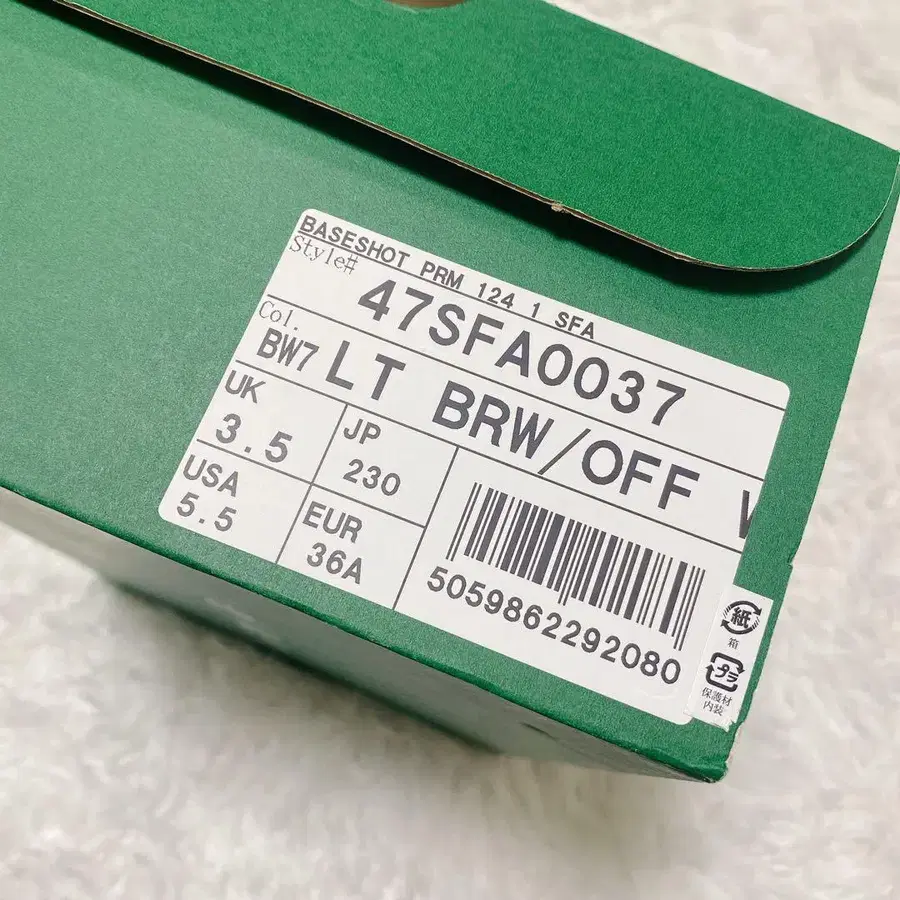 BASESHOT PRM 124 1 SFA
Style#
47SFA0037
Col.
BW7 LT BRW/OFF
UK
3.5
JP
230
USA
5.5
EUR
36A
5059862292080
紙
箱
プラ
保護材
内装